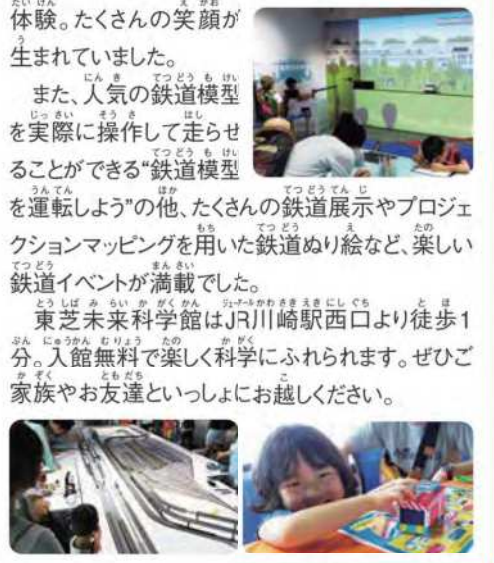 体験。たくさんの笑顔が
生まれていました。
また、人気の鉄道模型
を実際に操作して走らせ
ることができる“鉄道模型
を運転しよう”の他、たくさんの鉄道展示やプロジェ
クションマッピングを用いた鉄道ぬり絵など、楽しい
鉄道イベントが満載でした。
東芝未来科学館はJR川崎駅西口より徒歩1
分。入館無料で楽しく科学にふれられます。ぜひご
家族やお友達といっしょにお越しください。